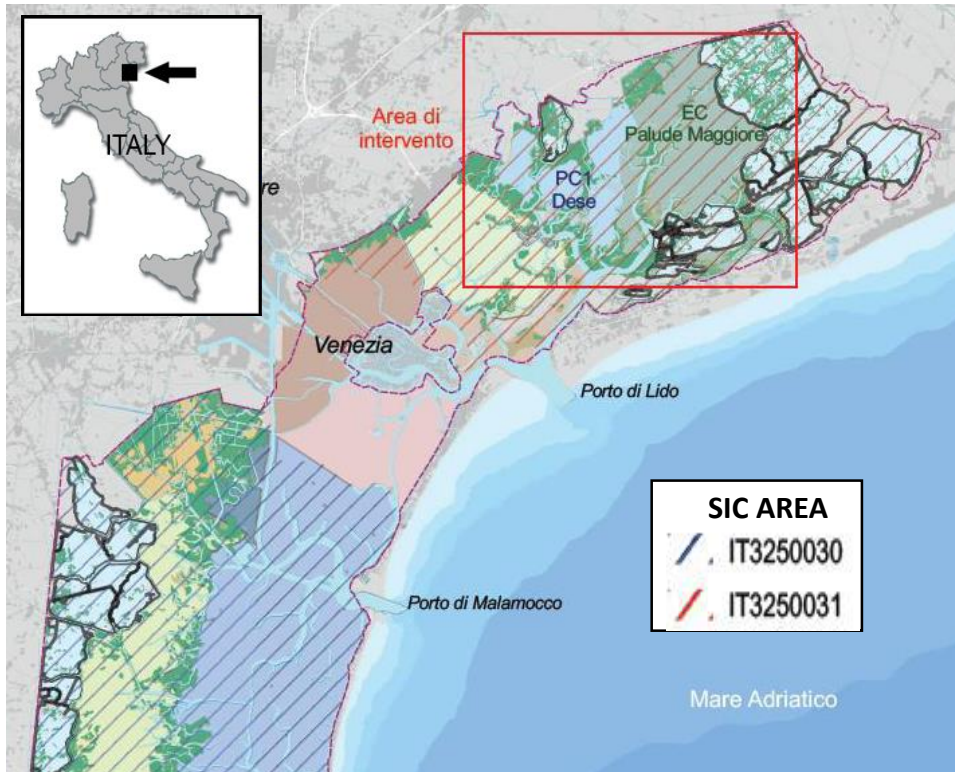 ITALY
re
Area di
intervento
EC
Palude Maggiore
PC1
Dese
Venezia
Porto di Lido
SIC AREA
IT3250030
IT3250031
Porto di Malamocco
Mare Adriatico